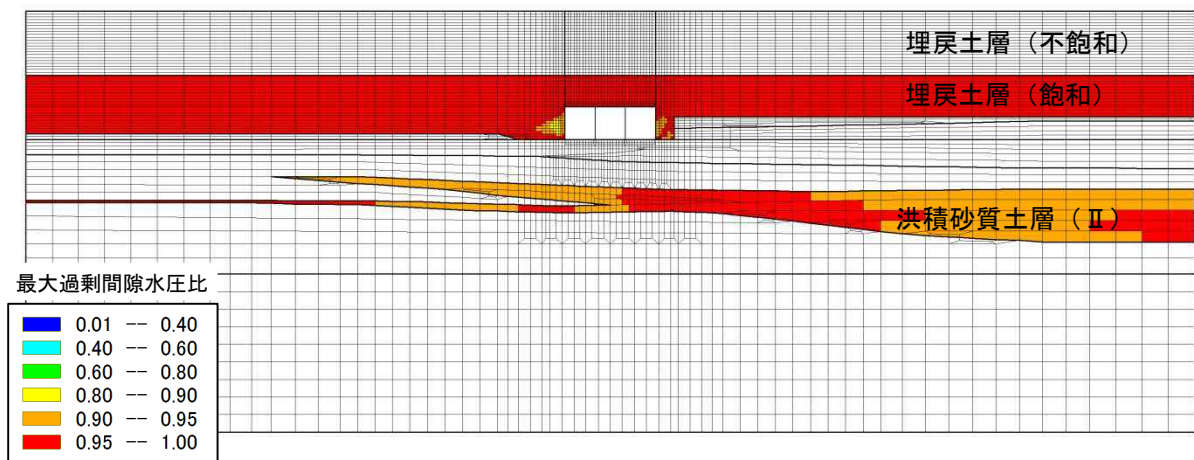 埋戻土層（不飽和）
埋戻土層（飽和）
洪積砂質土層（Ⅱ）
最大過剰間隙水圧比
0.01 -- 0.40
0.40 -- 0.60
0.60 -- 0.80
0.80 -- 0.90
0.90 -- 0.95
0.95 -- 1.00